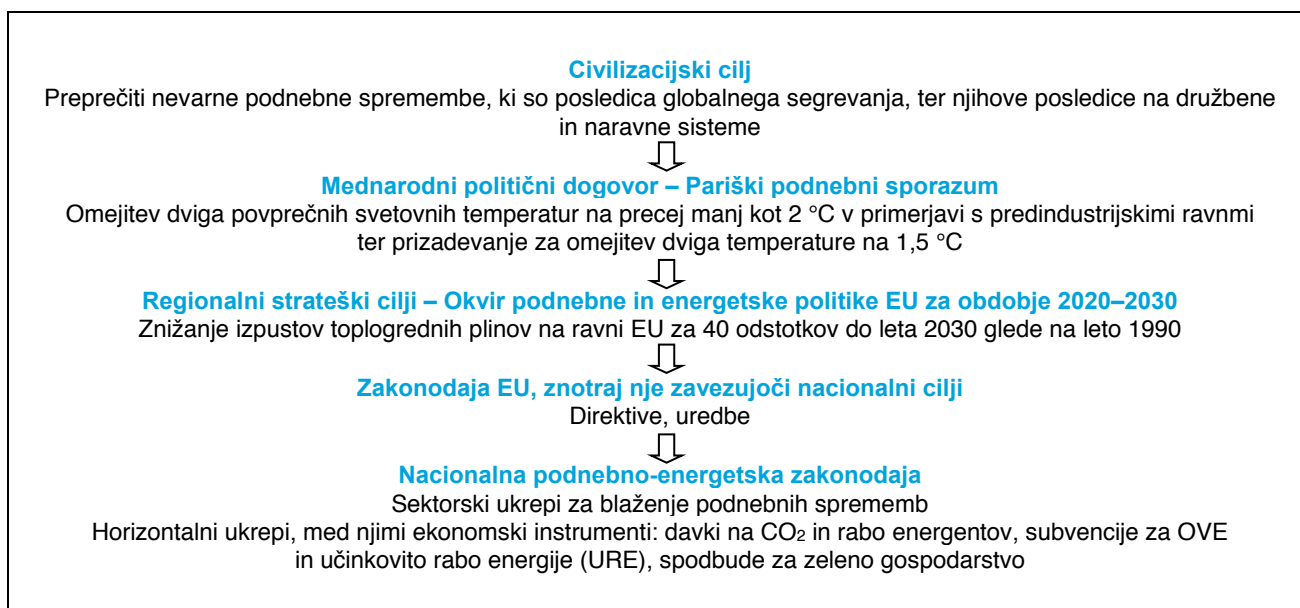 Civilizacijski cilj
Preprečiti nevarne podnebne spremembe, ki so posledica globalnega segrevanja, ter njihove posledice na družbene
in naravne sisteme
Mednarodni politični dogovor – Pariški podnebni sporazum
Omejitev dviga povprečnih svetovnih temperatur na precej manj kot 2 °C v primerjavi s predindustrijskimi ravnmi
ter prizadevanje za omejitev dviga temperature na 1,5 °C
Regionalni strateški cilji – Okvir podnebne in energetske politike EU za obdobje 2020–2030
Znižanje izpustov toplogrednih plinov na ravni EU za 40 odstotkov do leta 2030 glede na leto 1990
Zakonodaja EU, znotraj nje zavezujoči nacionalni cilji
Direktive, uredbe
Nacionalna podnebno-energetska zakonodaja
Sektorski ukrepi za blaženje podnebnih sprememb
Horizontalni ukrepi, med njimi ekonomski instrumenti: davki na CO₂ in rabo energentov, subvencije za OVE
in učinkovito rabo energije (URE), spodbude za zeleno gospodarstvo